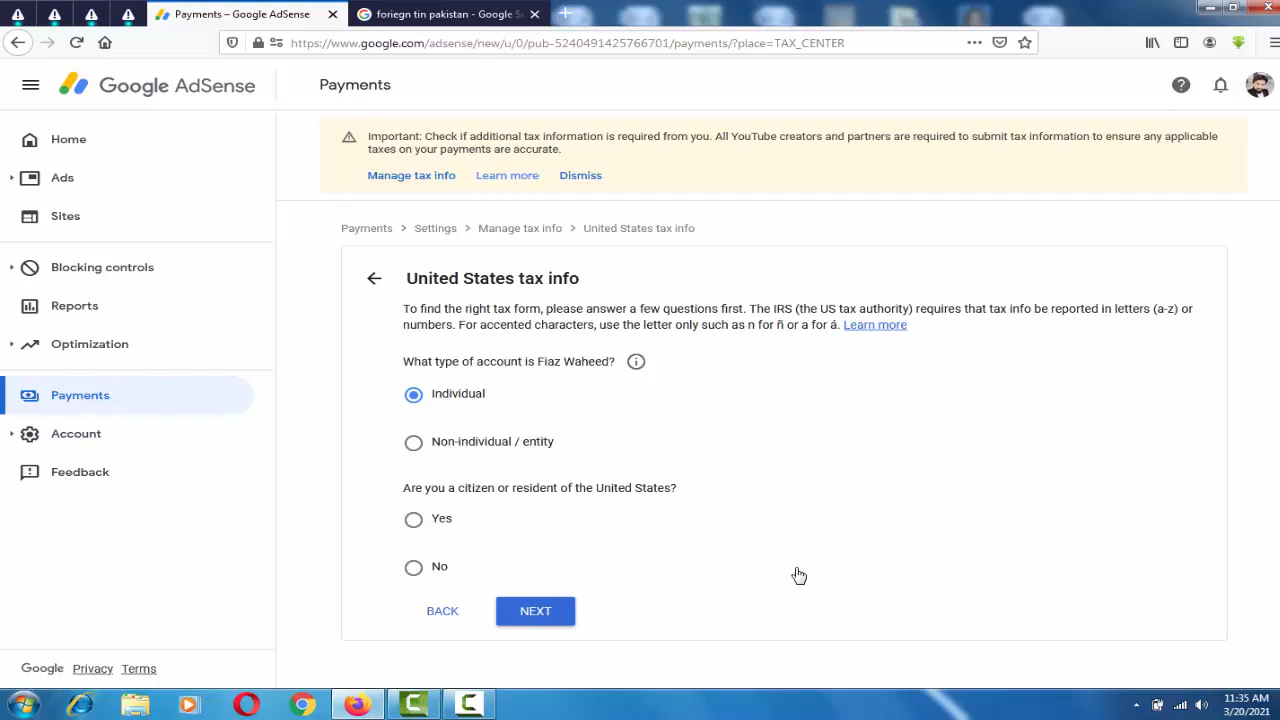 Payments – Google AdSense
foriegn tin pakistan - Google Se
https://www.google.com/adsense/new/u/0/pub-5240491425766701/payments/?place=TAX_CENTER
Google AdSense
Payments
Home
Ads
Sites
Blocking controls
Reports
Optimization
Payments
Account
Feedback
Google Privacy Terms
Important: Check if additional tax information is required from you. All YouTube creators and partners are required to submit tax information to ensure any applicable
taxes on your payments are accurate.
Manage tax info Learn more Dismiss
Payments > Settings > Manage tax info > United States tax info
United States tax info
To find the right tax form, please answer a few questions first. The IRS (the US tax authority) requires that tax info be reported in letters (a-z) or
numbers. For accented characters, use the letter only such as n for ñ or a for á. Learn more
What type of account is Fiaz Waheed?
Individual
Non-individual / entity
Are you a citizen or resident of the United States?
Yes
No
BACK NEXT
11:35 AM
3/20/2021